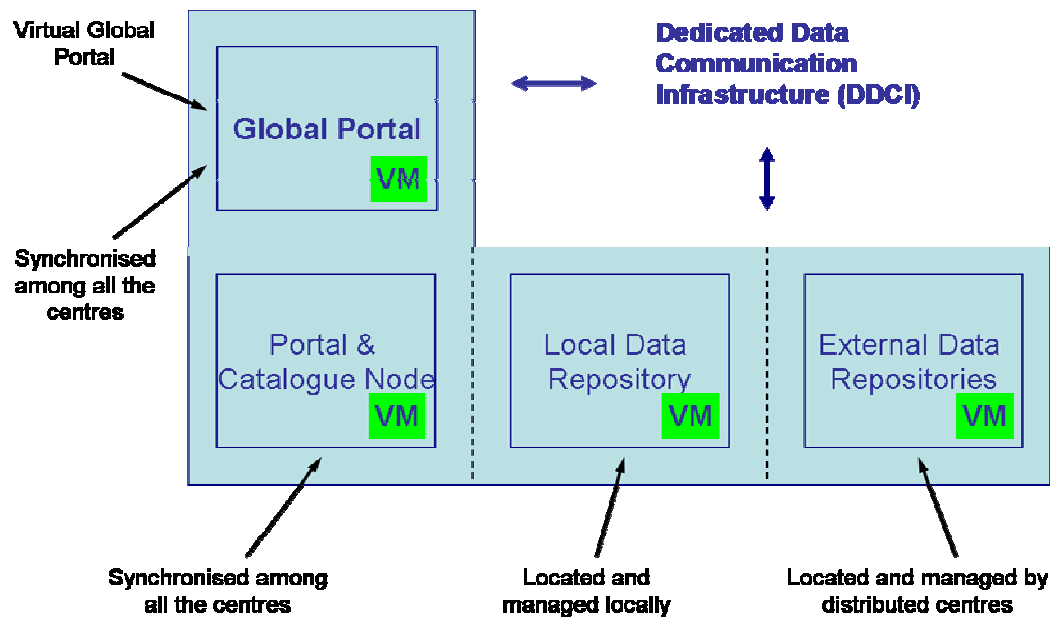 Virtual Global
Portal
Dedicated Data
Communication
Infrastructure (DDCI)
Global Portal
VM
Synchronised
among all the
centres
Portal &
Catalogue Node
VM
Local Data
Repository
VM
External Data
Repositories
VM
Synchronised among
all the centres
Located and
managed locally
Located and managed by
distributed centres